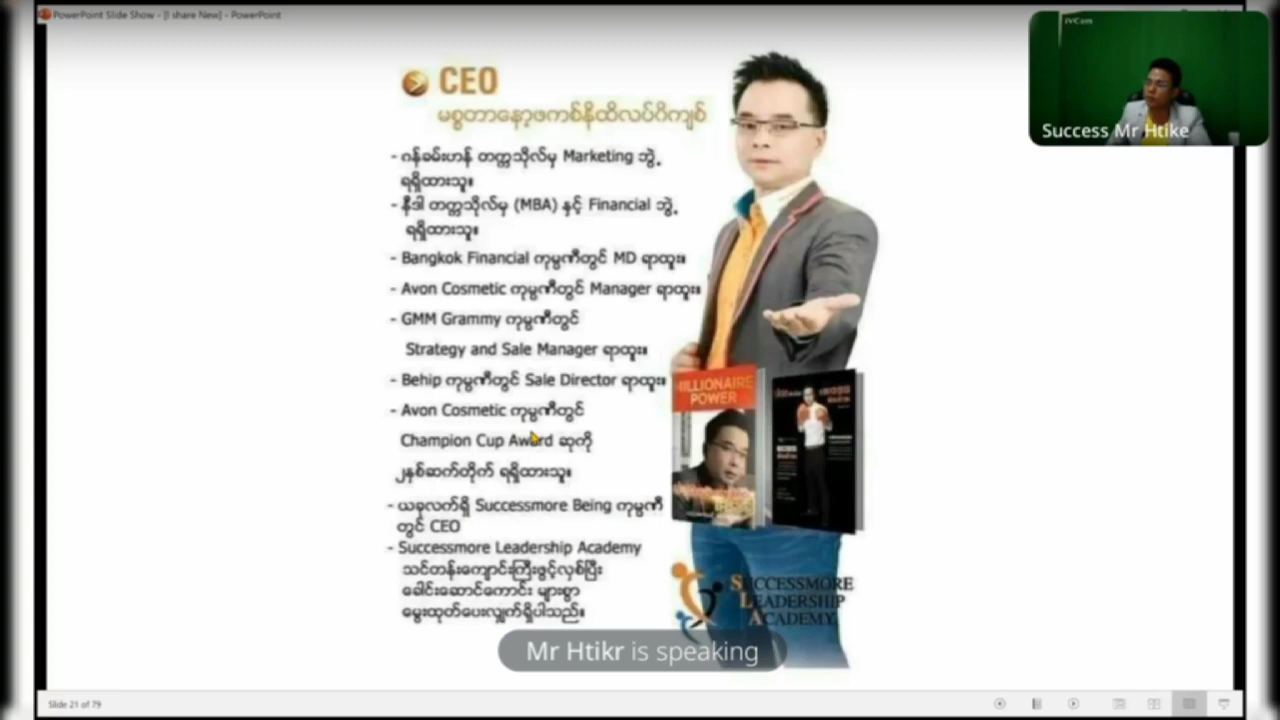 PowerPoint Slide Show - [I share New] - PowerPoint
iVCam
Success Mr Htike
CEO
မစ္စတာနော့ဖကစ်နိထိလပ်ဂိကျစ်
- ဂန်ခမ်းဟန် တက္ကသိုလ်မှ Marketing ဘွဲ့
ရရှိထားသူ။
- နီဒါ တက္ကသိုလ်မှ (MBA) နှင့် Financial ဘွဲ့
ရရှိထားသူ။
- Bangkok Financial ကုမ္ပဏီတွင် MD ရာထူး။
- Avon Cosmetic ကုမ္ပဏီတွင် Manager ရာထူး။
- GMM Grammy ကုမ္ပဏီတွင်
Strategy and Sale Manager ရာထူး။
- Behip ကုမ္ပဏီတွင် Sale Director ရာထူး။
- Avon Cosmetic ကုမ္ပဏီတွင်
Champion Cup Award ဆုကို
၂နှစ်ဆက်တိုက် ရရှိထားသူ။
- ယခုလက်ရှိ Successmore Being ကုမ္ပဏီ
တွင် CEO
- Successmore Leadership Academy
သင်တန်းကျောင်းကြီးဖွင့်လှစ်ပြီး
ခေါင်းဆောင်ကောင်း များစွာ
မွေးထုတ်ပေးလျှက်ရှိပါသည်။
MILLIONAIRE
POWER
SUCCESSMORE
LEADERSHIP
ACADEMY
Mr Htikr is speaking
Slide 21 of 79